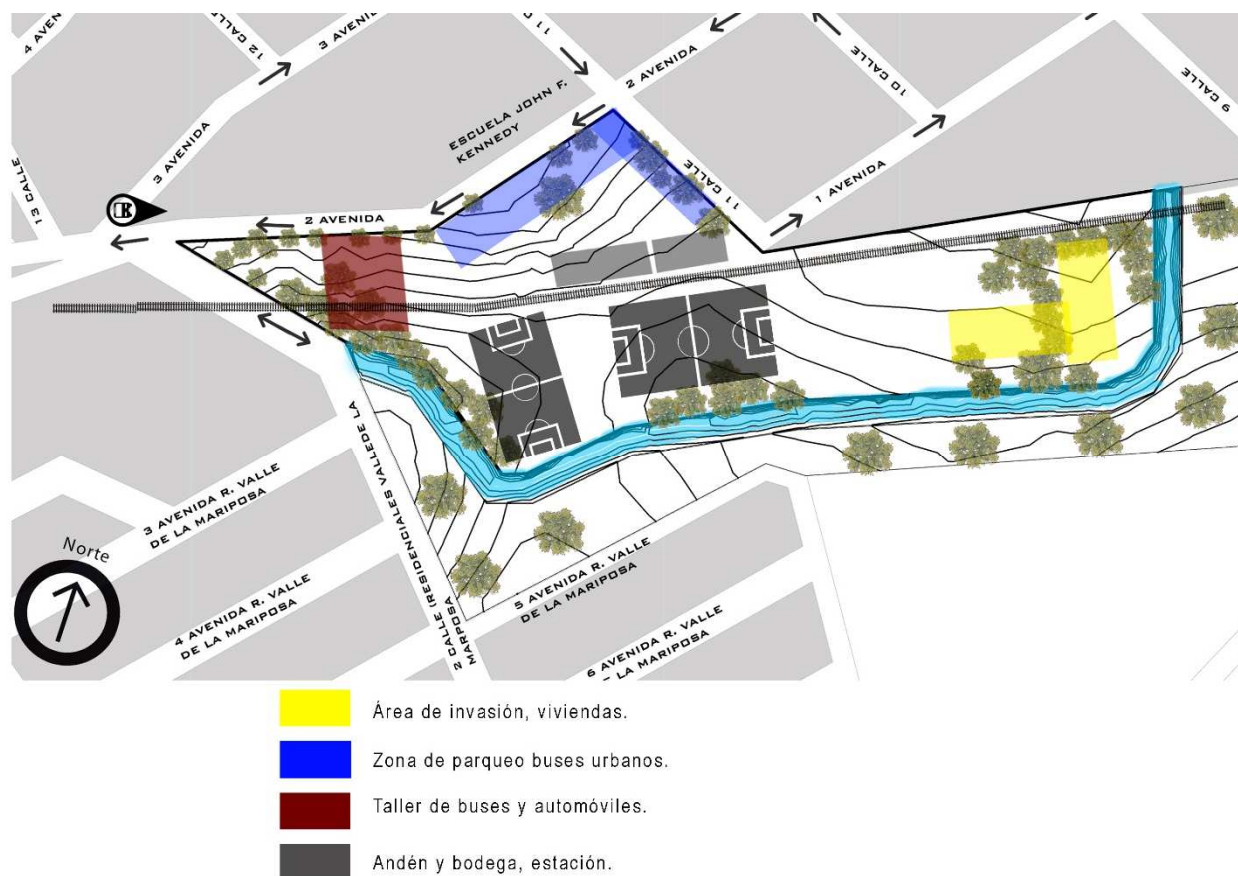 4 AVENIDA
12 CALLE
3 AVENIDA
11 C
2 AVENIDA
10 CALLE
9 CALLE
ESCUELA JOHN F.
KENNEDY
3 AVENIDA
13 CALLE
11 CALLE
1 AVENIDA
2 AVENIDA
3 AVENIDA R. VALLE
DE LA MARIPOSA
Norte
4 AVENIDA R. VALLE
DE LA MARIPOSA
2 CALLE (RESIDENCIALES VALLEDE LA
MARIPOSA
5 AVENIDA R. VALLE
DE LA MARIPOSA
6 AVENIDA R. VALLE
DE LA MARIPOSA
Área de invasión, viviendas.
Zona de parqueo buses urbanos.
Taller de buses y automóviles.
Andén y bodega, estación.